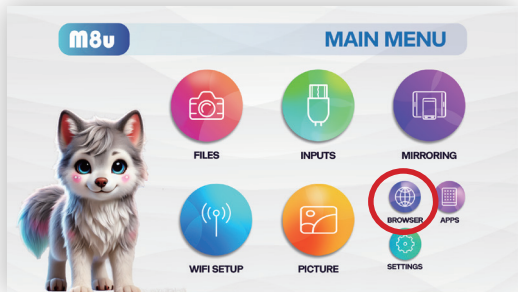 M8u
MAIN MENU
FILES
INPUTS
MIRRORING
BROWSER
APPS
WIFI SETUP
PICTURE
SETTINGS